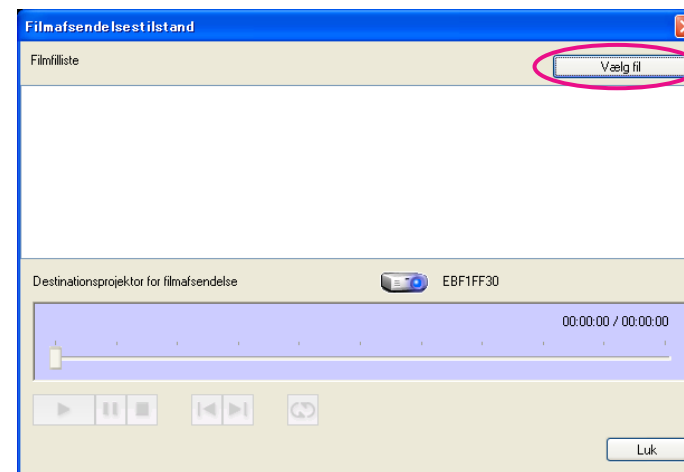 Filmafsendelsestilstand
Filmfilliste
Vælg fil
Destinationsprojektor for filmafsendelse
EBF1FF30
00:00:00 / 00:00:00
Luk